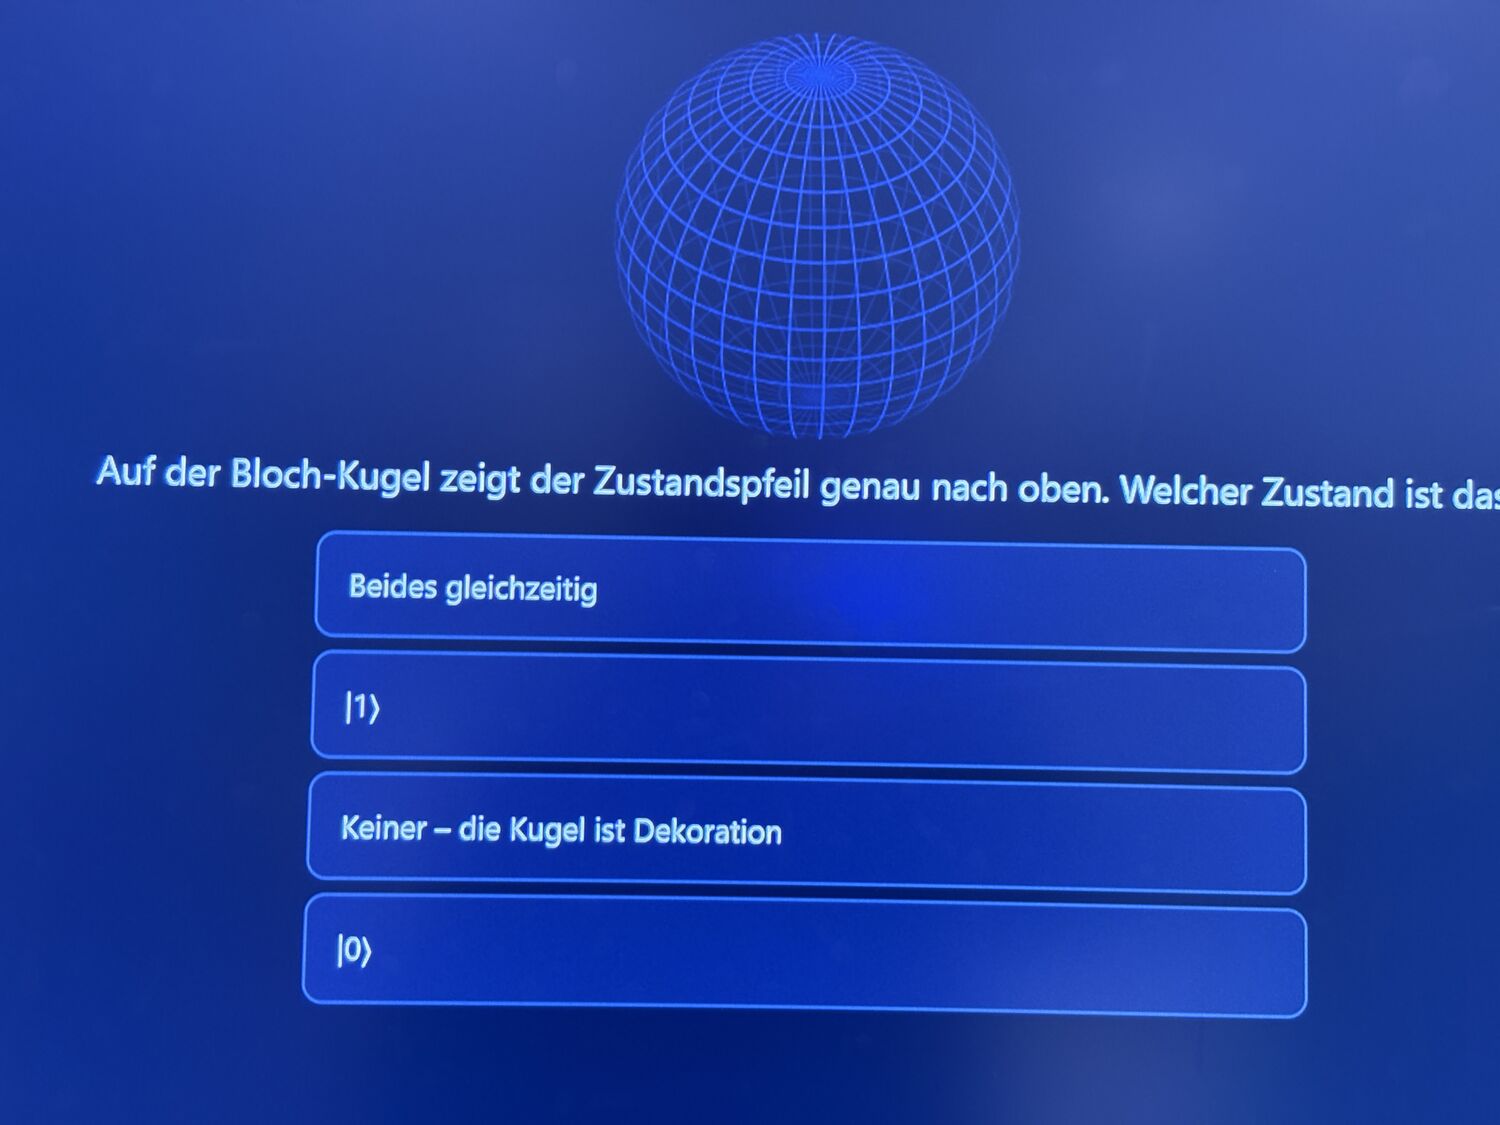 Auf der Bloch-Kugel zeigt der Zustandspfeil genau nach oben. Welcher Zustand ist das
Beides gleichzeitig
|1⟩
Keiner – die Kugel ist Dekoration
|0⟩